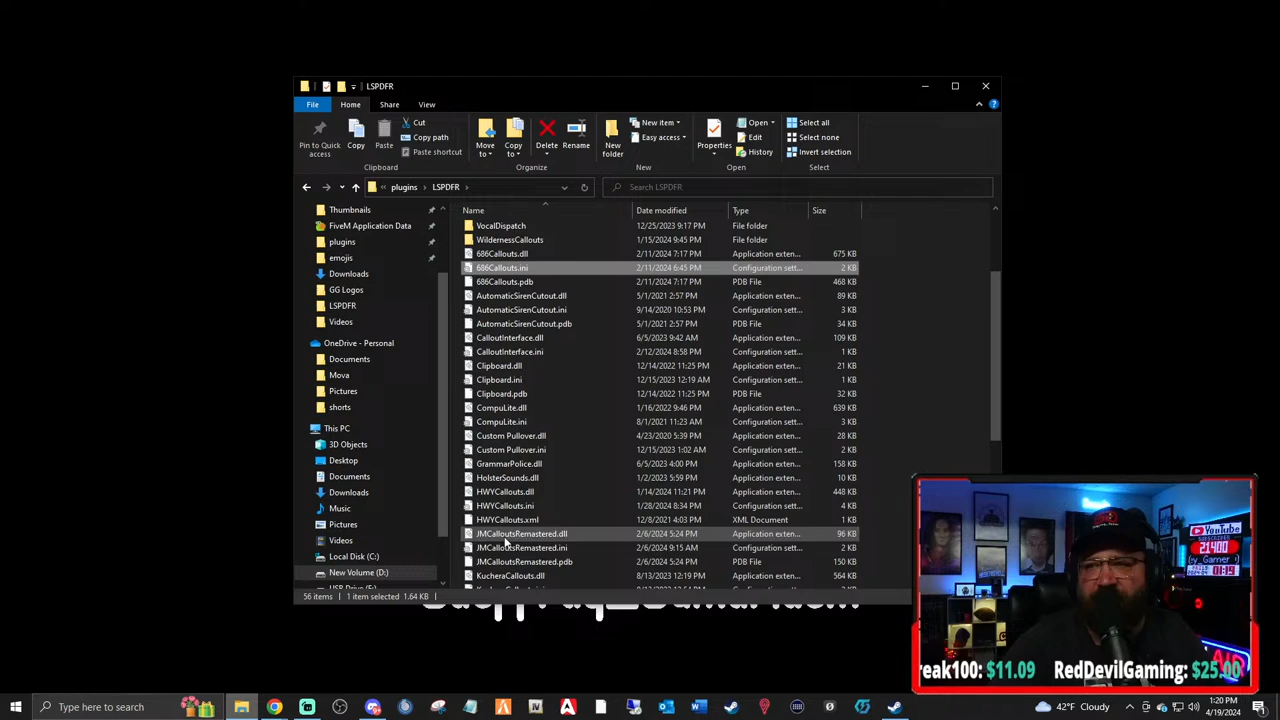 LSPDFR
File Home Share View
Pin to Quick access
Copy
Paste
Cut
Copy path
Paste shortcut
Clipboard
Move to
Copy to
Delete
Rename
Organize
New folder
New item
Easy access
New
Properties
Open
Edit
History
Open
Select all
Select none
Invert selection
Select
plugins > LSPDFR >
Search LSPDFR
Name Date modified Type Size
Thumbnails
FiveM Application Data
plugins
emojis
Downloads
GG Logos
LSPDFR
Videos
OneDrive - Personal
Documents
Mova
Pictures
shorts
This PC
3D Objects
Desktop
Documents
Downloads
Music
Pictures
Videos
Local Disk (C:)
New Volume (D:)
VocalDispatch 12/25/2023 9:17 PM File folder
WildernessCallouts 1/15/2024 9:45 PM File folder
686Callouts.dll 2/11/2024 7:17 PM Application exten... 675 KB
686Callouts.ini 2/11/2024 6:45 PM Configuration sett... 2 KB
686Callouts.pdb 2/11/2024 7:17 PM PDB File 468 KB
AutomaticSirenCutout.dll 5/1/2021 2:57 PM Application exten... 89 KB
AutomaticSirenCutout.ini 9/14/2020 10:53 PM Configuration sett... 3 KB
AutomaticSirenCutout.pdb 5/1/2021 2:57 PM PDB File 34 KB
CalloutInterface.dll 6/5/2023 9:42 AM Application exten... 109 KB
CalloutInterface.ini 2/12/2024 8:58 PM Configuration sett... 1 KB
Clipboard.dll 12/14/2022 11:25 PM Application exten... 21 KB
Clipboard.ini 12/15/2023 12:19 AM Configuration sett... 1 KB
Clipboard.pdb 12/14/2022 11:25 PM PDB File 32 KB
CompuLite.dll 1/16/2022 9:46 PM Application exten... 639 KB
CompuLite.ini 8/1/2021 11:23 AM Configuration sett... 3 KB
Custom Pullover.dll 4/23/2020 5:39 PM Application exten... 28 KB
Custom Pullover.ini 12/15/2023 1:02 AM Configuration sett... 4 KB
GrammarPolice.dll 6/5/2023 4:00 PM Application exten... 158 KB
HolsterSounds.dll 1/2/2023 5:59 PM Application exten... 10 KB
HWYCallouts.dll 1/14/2024 11:21 PM Application exten... 448 KB
HWYCallouts.ini 1/28/2024 8:34 PM Configuration sett... 4 KB
HWYCallouts.xml 12/8/2021 4:03 PM XML Document 1 KB
JMCalloutsRemastered.dll 2/6/2024 5:24 PM Application exten... 96 KB
JMCalloutsRemastered.ini 2/6/2024 9:15 AM Configuration sett... 2 KB
JMCalloutsRemastered.pdb 2/6/2024 5:24 PM PDB File 150 KB
KucheraCallouts.dll 8/13/2023 12:19 PM Application exten... 564 KB
56 items 1 item selected 1.64 KB
YouTube
SUBSCRIBER
21400
01:19
reak100: $11.09 RedDevilGaming: $25.00
Type here to search
42°F Cloudy
1:20 PM
4/19/2024